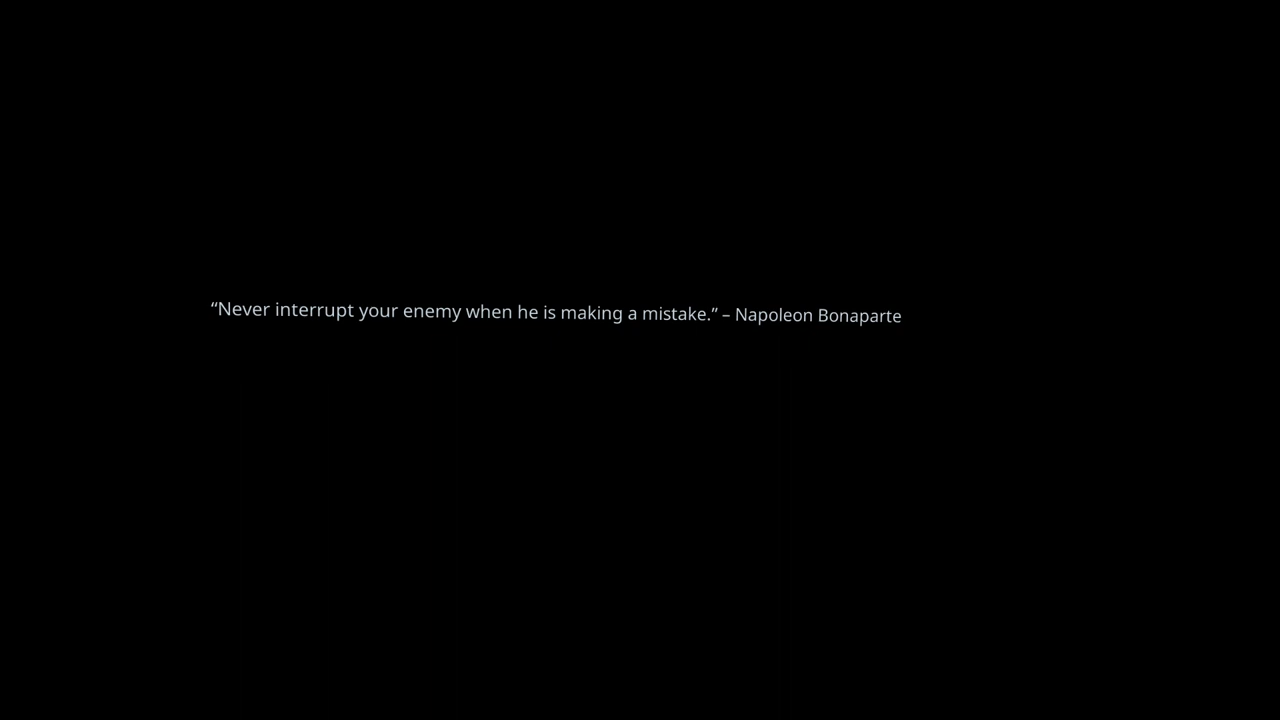 “Never interrupt your enemy when he is making a mistake.” – Napoleon Bonaparte